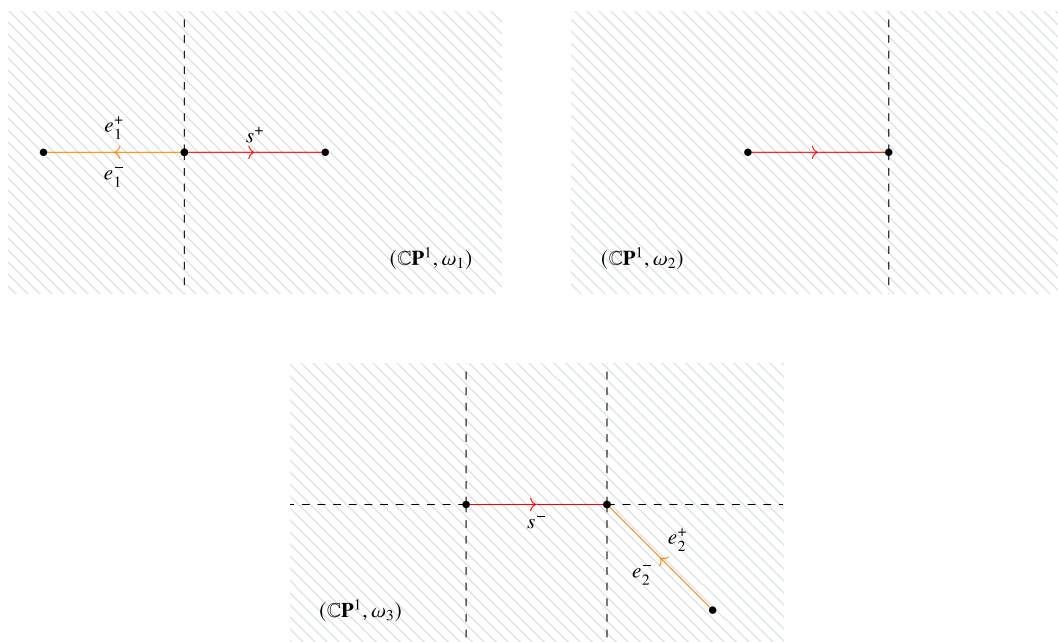 e₁⁺
s⁺
e₁⁻
(ℂP¹, ω₁)
(ℂP¹, ω₂)
s⁻
e₂⁺
e₂⁻
(ℂP¹, ω₃)